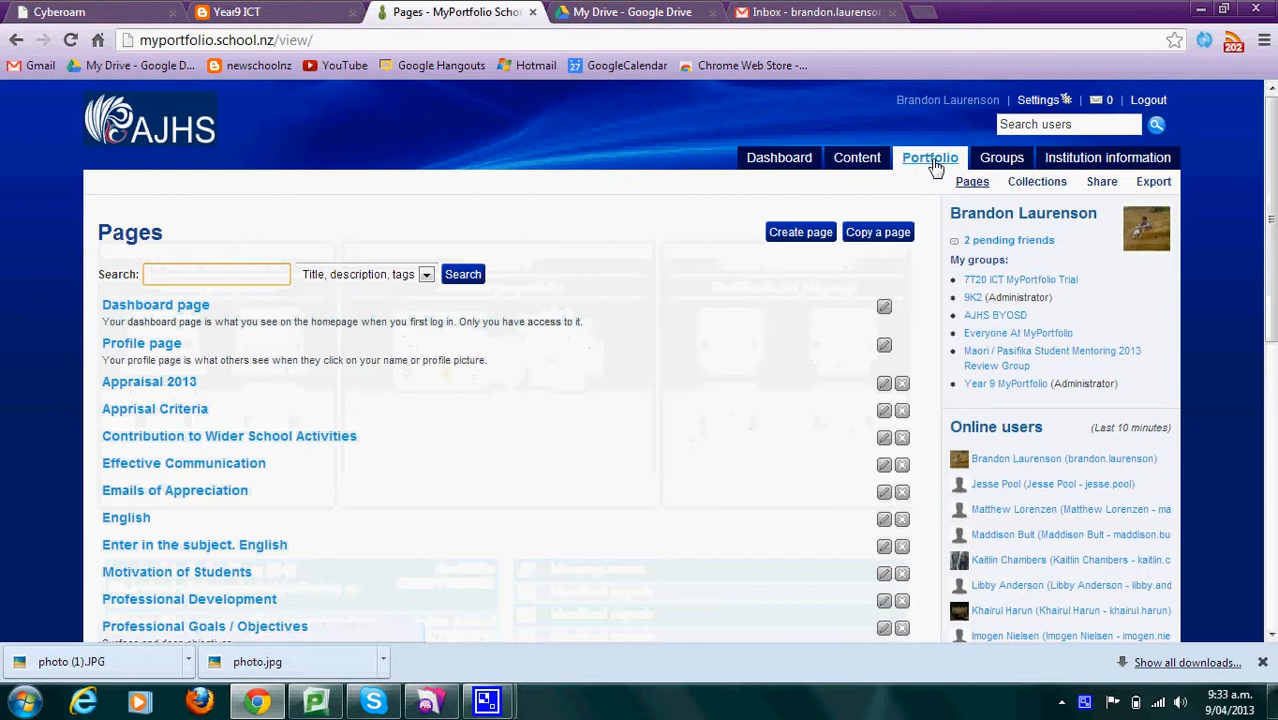 Cyberoam
Year9 ICT
Pages - MyPortfolio Schoo
My Drive - Google Drive
Inbox - brandon.laurenso
myportfolio.school.nz/view/
202
Gmail
My Drive - Google D...
newschoolnz
YouTube
Google Hangouts
Hotmail
27 GoogleCalendar
Chrome Web Store -...
Brandon Laurenson | Settings | 0 | Logout
AJHS
Search users
Dashboard Content Portfolio Groups Institution information
Pages Collections Share Export
Pages
Create page Copy a page
Search: Title, description, tags Search
Dashboard page
Your dashboard page is what you see on the homepage when you first log in. Only you have access to it.
Profile page
Your profile page is what others see when they click on your name or profile picture.
Appraisal 2013
Apprisal Criteria
Contribution to Wider School Activities
Effective Communication
Emails of Appreciation
English
Enter in the subject. English
Motivation of Students
Professional Development
Professional Goals / Objectives
Brandon Laurenson
2 pending friends
My groups:
7T20 ICT MyPortfolio Trial
9K2 (Administrator)
AJHS BYOSD
Everyone At MyPortfolio
Maori / Pasifika Student Mentoring 2013
Review Group
Year 9 MyPortfolio (Administrator)
Online users (Last 10 minutes)
Brandon Laurenson (brandon.laurenson)
Jesse Pool (Jesse Pool - jesse.pool)
Matthew Lorenzen (Matthew Lorenzen - ma
Maddison Bult (Maddison Bult - maddison.bu
Kaitlin Chambers (Kaitlin Chambers - kaitlin.c
Libby Anderson (Libby Anderson - libby.and
Khairul Harun (Khairul Harun - khairul.harun)
Imogen Nielsen (Imogen Nielsen - imogen.nie
photo (1).JPG
photo.jpg
Show all downloads...
9:33 a.m.
9/04/2013